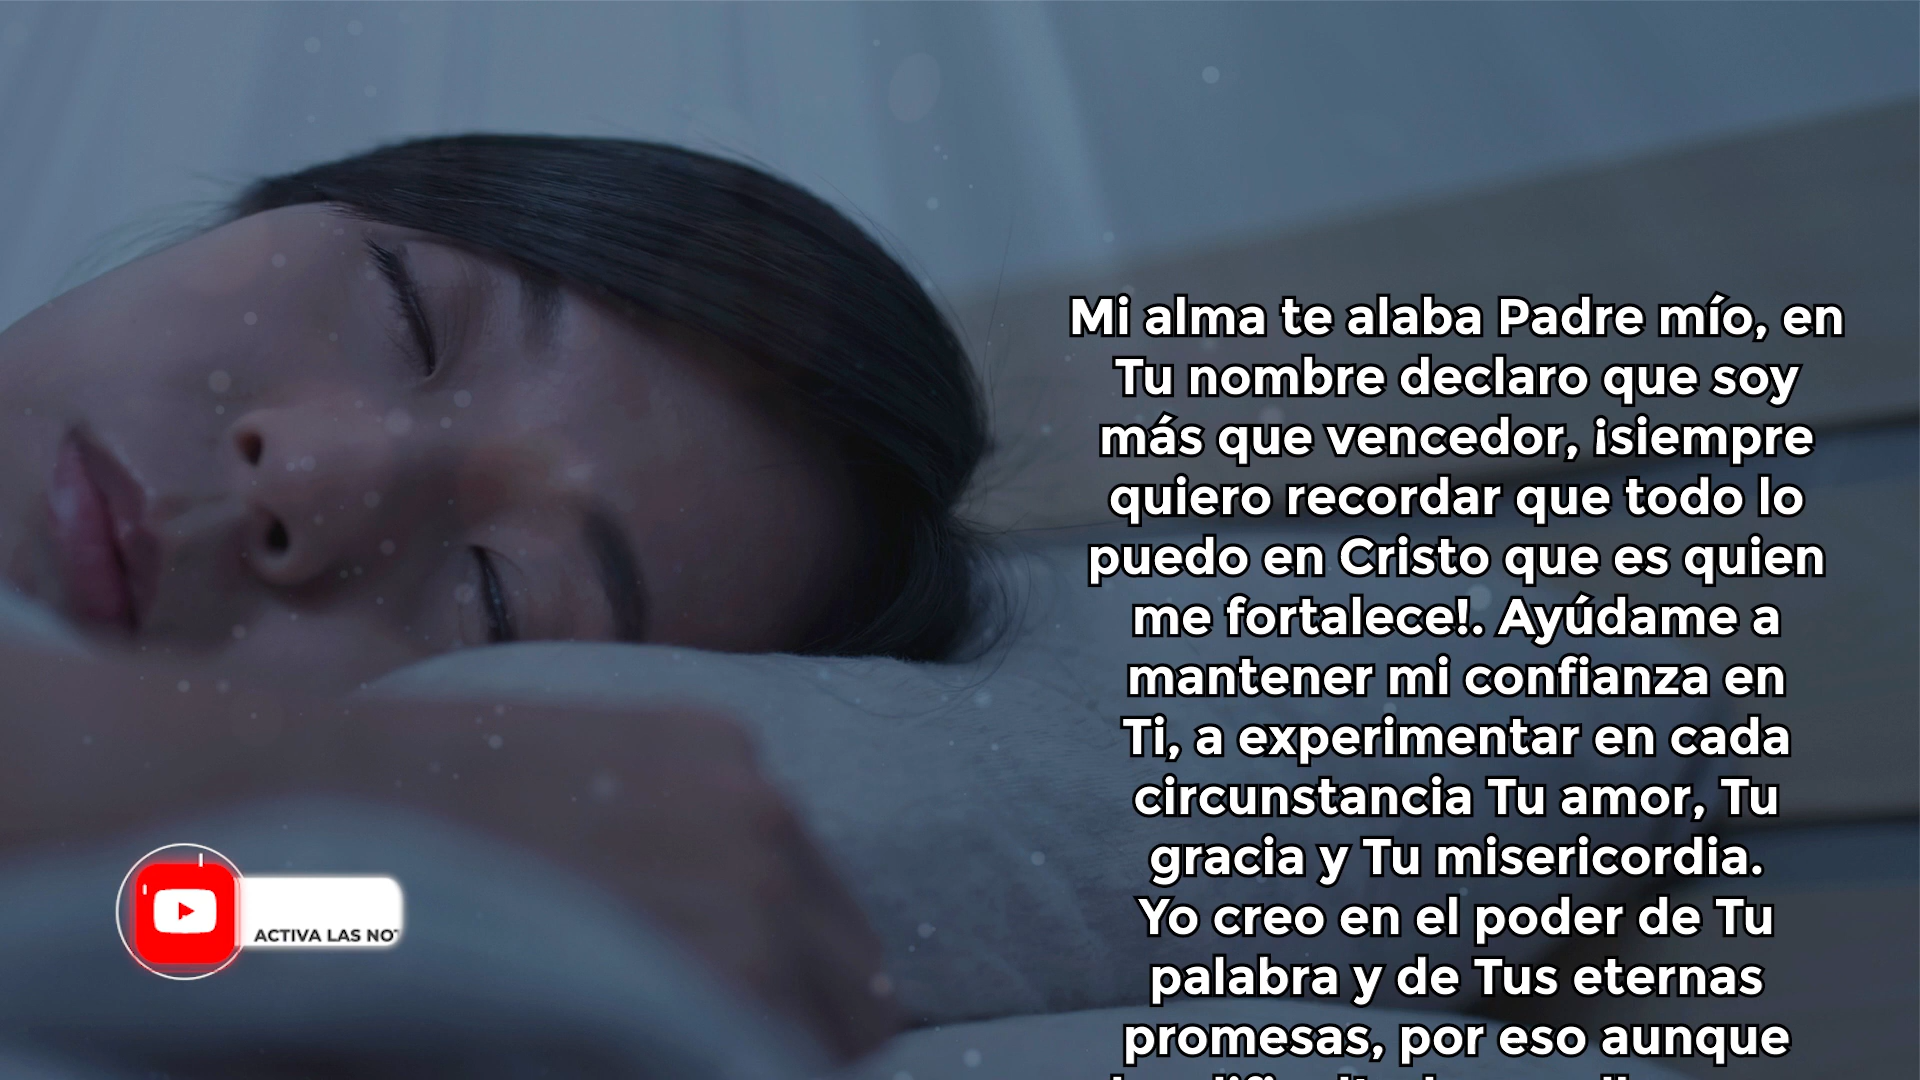 Mi alma te alaba Padre mío, en
Tu nombre declaro que soy
más que vencedor, ¡siempre
quiero recordar que todo lo
puedo en Cristo que es quien
me fortalece!. Ayúdame a
mantener mi confianza en
Ti, a experimentar en cada
circunstancia Tu amor, Tu
gracia y Tu misericordia.
Yo creo en el poder de Tu
palabra y de Tus eternas
promesas, por eso aunque
ACTIVA LAS NO